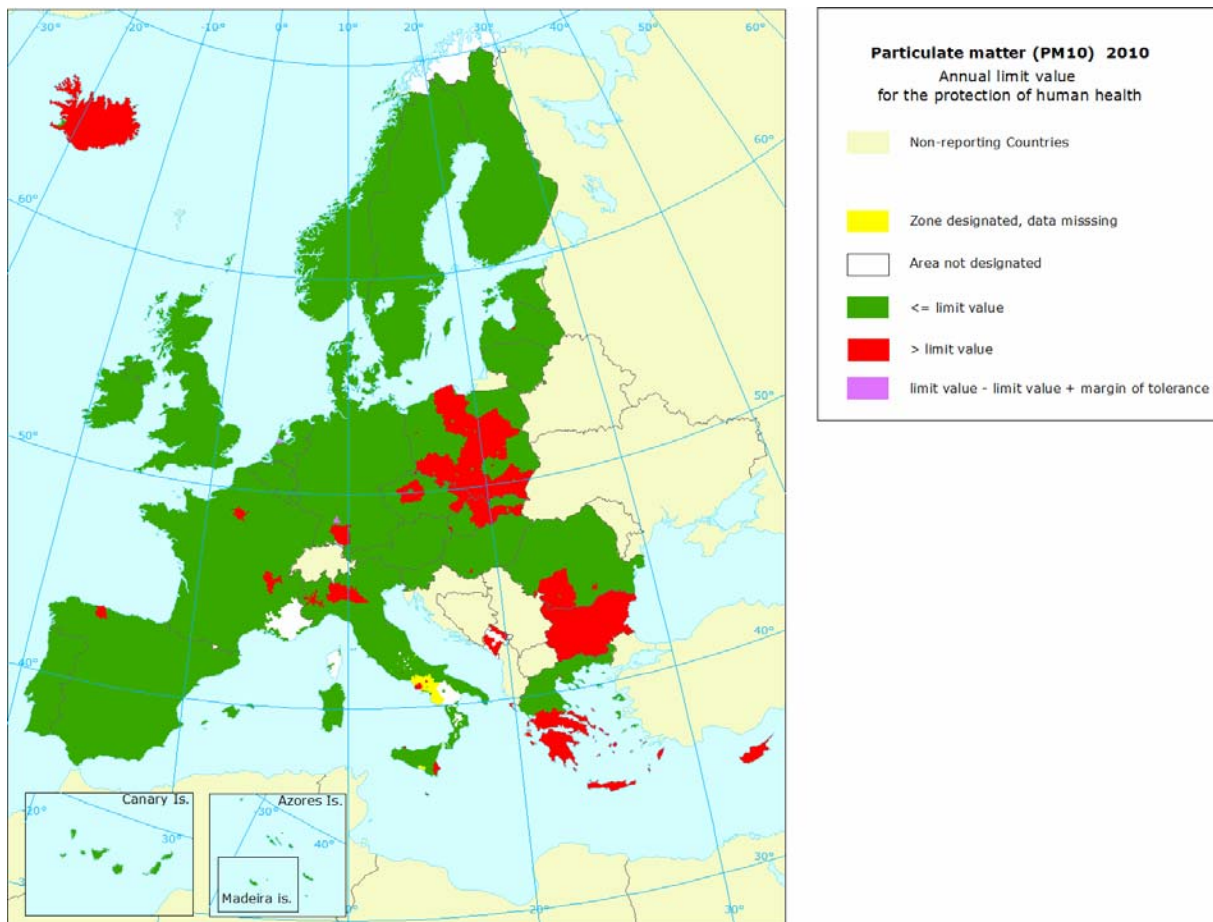 -30°
-20°
-10°
0°
10°
20°
30°
40°
50°
60°
60°
60°
50°
50°
40°
40°
30°
0°
10°
20°
Canary Is.
-20°
30°
Azores Is.
-30°
40°
Madeira is.
Particulate matter (PM10) 2010
Annual limit value
for the protection of human health
Non-reporting Countries
Zone designated, data misssing
Area not designated
<= limit value
> limit value
limit value - limit value + margin of tolerance